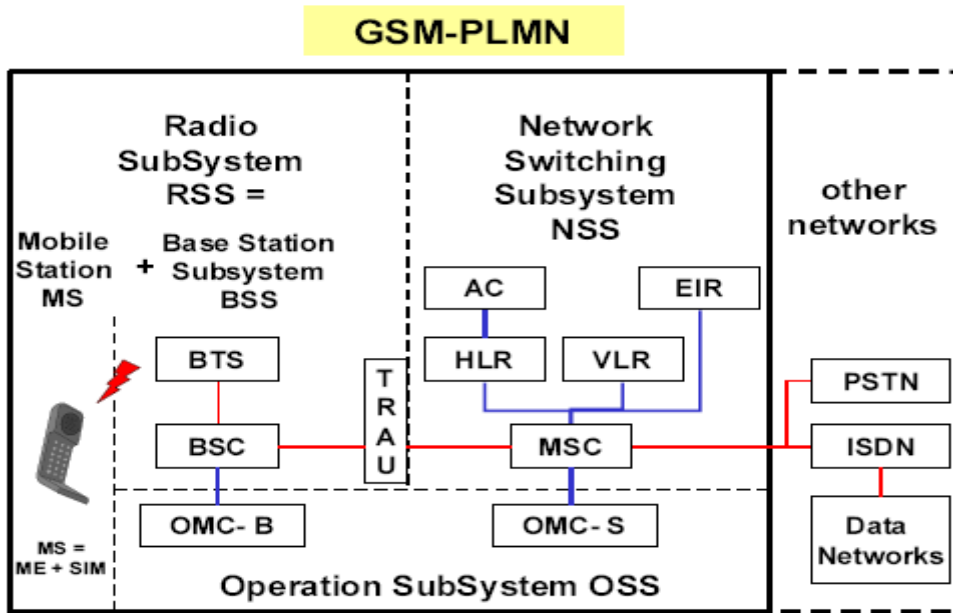 GSM-PLMN
Radio
SubSystem
RSS =
Mobile
Station
MS
+
Base Station
Subsystem
BSS
Network
Switching
Subsystem
NSS
other
networks
AC
EIR
BTS
HLR
VLR
T
R
A
U
PSTN
BSC
MSC
ISDN
OMC- B
OMC- S
Data
Networks
MS =
ME + SIM
Operation SubSystem OSS